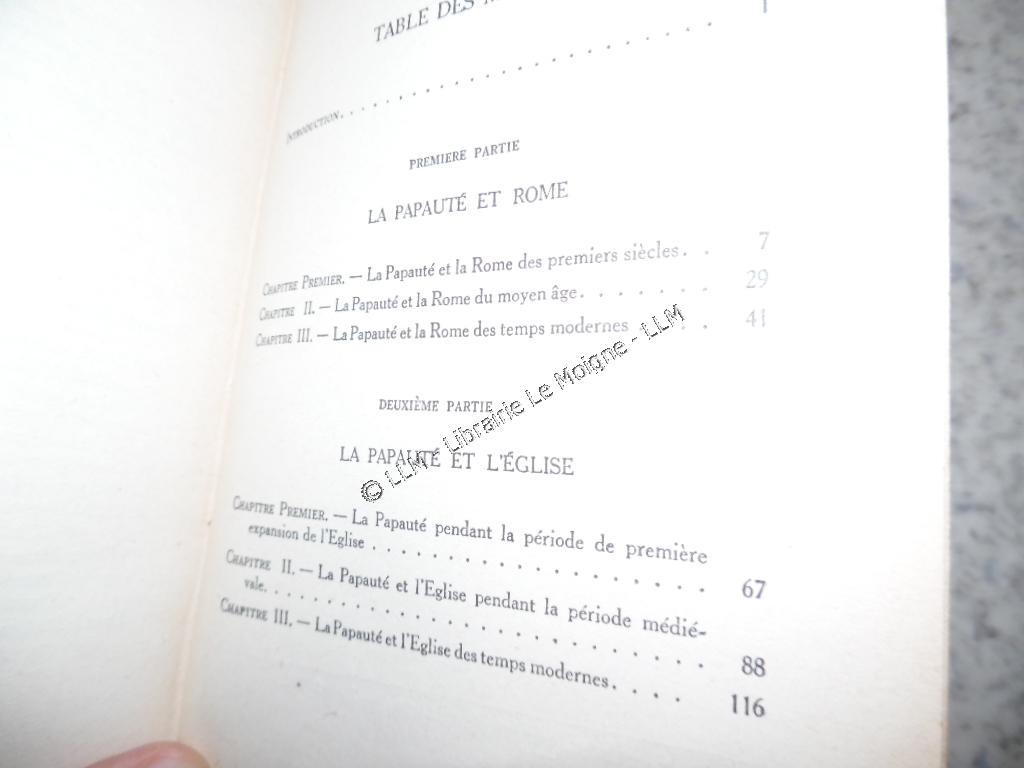 TABLE DES
INTRODUCTION. . . . . . . . . . . . . . . . . . . 1
PREMIERE PARTIE
LA PAPAUTÉ ET ROME
CHAPITRE PREMIER. — La Papauté et la Rome des premiers siècles. . 7
CHAPITRE II. — La Papauté et la Rome du moyen âge. . . . . . . 29
CHAPITRE III. — La Papauté et la Rome des temps modernes . . . . 41
DEUXIÈME PARTIE
LA PAPAUTÉ ET L'ÉGLISE
CHAPITRE PREMIER. — La Papauté pendant la période de première
expansion de l'Eglise . . . . . . . . . . . . . . . . . . 67
CHAPITRE II. — La Papauté et l'Eglise pendant la période médié-
vale. . . . . . . . . . . . . . . . . . . . . . 88
CHAPITRE III. — La Papauté et l'Eglise des temps modernes. . . . 116
© LLM - Librairie Le Moigne - LLM